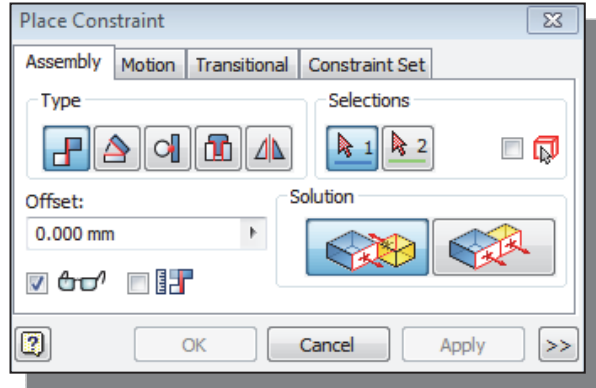 Place Constraint
Assembly Motion Transitional Constraint Set
Type Selections
1 2
Offset: Solution
0.000 mm
OK Cancel Apply >>